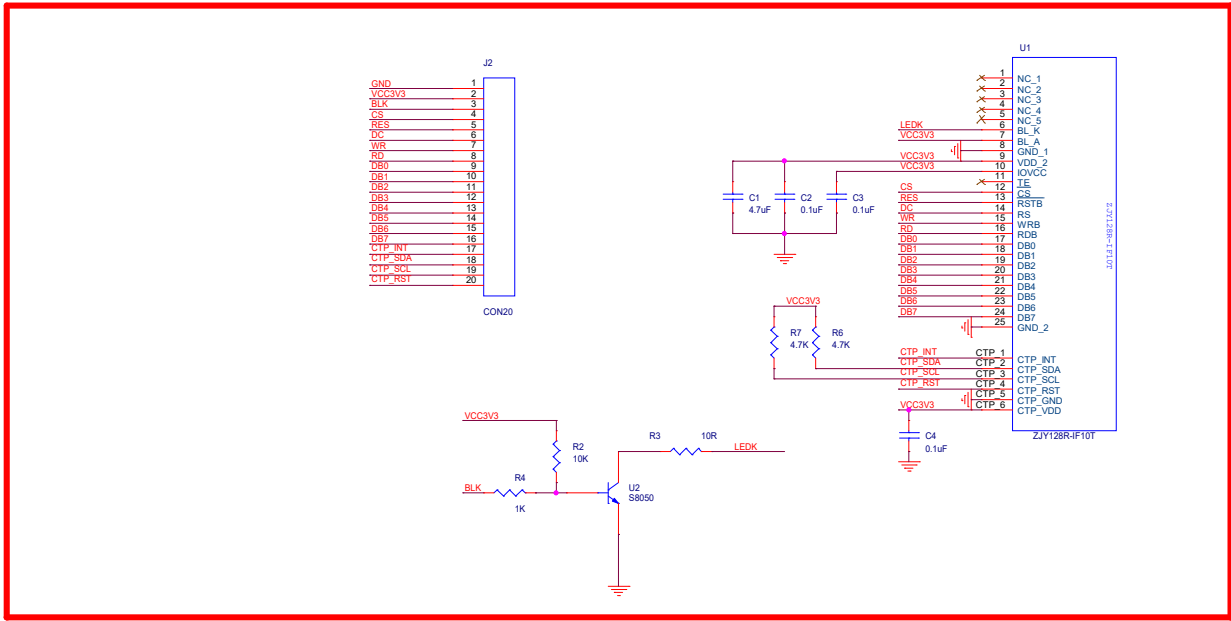 J2
GND 1
VCC3V3 2
BLK 3
CS 4
RES 5
DC 6
WR 7
RD 8
DB0 9
DB1 10
DB2 11
DB3 12
DB4 13
DB5 14
DB6 15
DB7 16
CTP_INT 17
CTP_SDA 18
CTP_SCL 19
CTP_RST 20
CON20
U1
1 NC_1
2 NC_2
3 NC_3
4 NC_4
5 NC_5
LEDK 6 BL_K
VCC3V3 7 BL_A
8 GND_1
VCC3V3 9 VDD_2
VCC3V3 10 IOVCC
11 TE
CS 12 CS
RES 13 RSTB
DC 14 RS
WR 15 WRB
RD 16 RDB
DB0 17 DB0
DB1 18 DB1
DB2 19 DB2
DB3 20 DB3
DB4 21 DB4
DB5 22 DB5
DB6 23 DB6
DB7 24 DB7
25 GND_2
CTP_INT CTP_1 CTP_INT
CTP_SDA CTP_2 CTP_SDA
CTP_SCL CTP_3 CTP_SCL
CTP_RST CTP_4 CTP_RST
CTP_5 CTP_GND
VCC3V3 CTP_6 CTP_VDD
ZJY128R-IF10T
ZJY128R-IF10T
C1
4.7uF
C2
0.1uF
C3
0.1uF
VCC3V3
R7
4.7K
R6
4.7K
C4
0.1uF
VCC3V3
R2
10K
R3 10R LEDK
R4
BLK
1K
U2
S8050